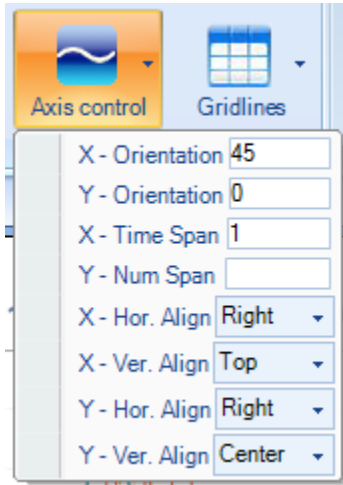 Axis control Gridlines
X - Orientation 45
Y - Orientation 0
X - Time Span 1
Y - Num Span
X - Hor. Align Right
X - Ver. Align Top
Y - Hor. Align Right
Y - Ver. Align Center